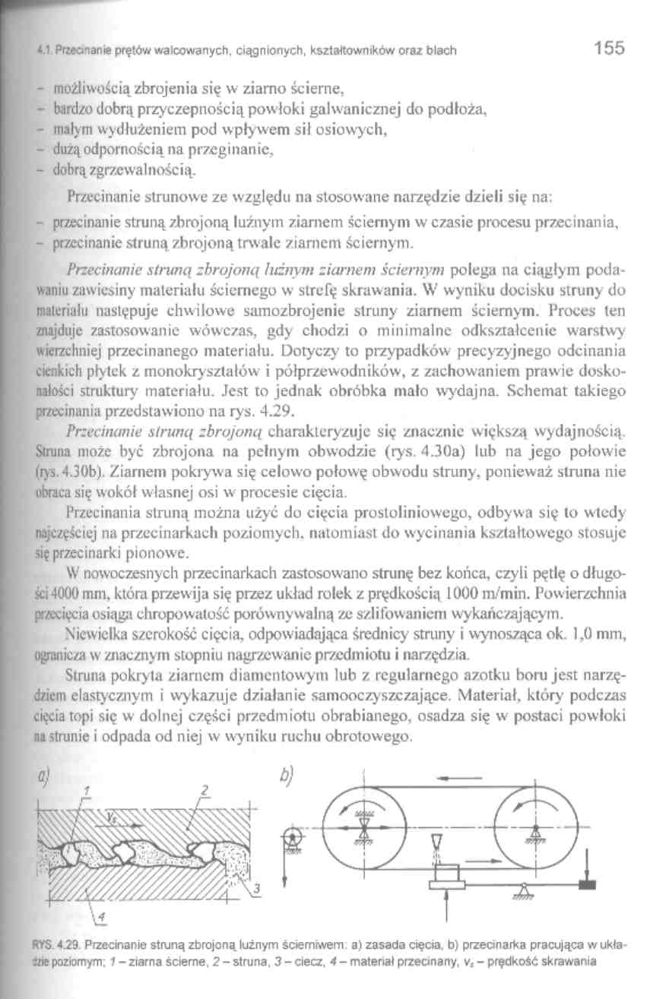 4.1. Przecinanie prętów walcowanych, ciągnionych, kształtowników oraz blach 155
- możliwością zbrojenia się w ziarno ścierne,
- bardzo dobrą przyczepnością powłoki galwanicznej do podłoża,
- małym wydłużeniem pod wpływem sił osiowych,
- dużą odpornością na przeginanie,
- dobrą zgrzewalnością.
Przecinanie strunowe ze względu na stosowane narzędzie dzieli się na:
- przecinanie struną zbrojoną luźnym ziarnem ściernym w czasie procesu przecinania,
- przecinanie struną zbrojoną trwale ziarnem ściernym.
Przecinanie struną zbrojoną luźnym ziarnem ściernym polega na ciągłym poda-
waniu zawiesiny materiału ściernego w strefę skrawania. W wyniku docisku struny do
materiału następuje chwilowe samozbrojenie struny ziarnem ściernym. Proces ten
znajduje zastosowanie wówczas, gdy chodzi o minimalne odkształcenie warstwy
wierzchniej przecinanego materiału. Dotyczy to przypadków precyzyjnego odcinania
cienkich płytek z monokryształów i półprzewodników, z zachowaniem prawie dosko-
nałości struktury materiału. Jest to jednak obróbka mało wydajna. Schemat takiego
przecinania przedstawiono na rys. 4.29.
Przecinanie struną zbrojoną charakteryzuje się znacznie większą wydajnością.
Struna może być zbrojona na pełnym obwodzie (rys. 4.30a) lub na jego połowie
(rys. 4.30b). Ziarnem pokrywa się celowo połowę obwodu struny, ponieważ struna nie
obraca się wokół własnej osi w procesie cięcia.
Przecinania struną można użyć do cięcia prostoliniowego, odbywa się to wtedy
najczęściej na przecinarkach poziomych, natomiast do wycinania kształtowego stosuje
się przecinarki pionowe.
W nowoczesnych przecinarkach zastosowano strunę bez końca, czyli pętlę o długo-
ści 4000 mm, która przewija się przez układ rolek z prędkością 1000 m/min. Powierzchnia
przecięcia osiąga chropowatość porównywalną ze szlifowaniem wykańczającym.
Niewielka szerokość cięcia, odpowiadająca średnicy struny i wynosząca ok. 1,0 mm,
ogranicza w znacznym stopniu nagrzewanie przedmiotu i narzędzia.
Struna pokryta ziarnem diamentowym lub z regularnego azotku boru jest narzę-
dziem elastycznym i wykazuje działanie samooczyszczające. Materiał, który podczas
cięcia topi się w dolnej części przedmiotu obrabianego, osadza się w postaci powłoki
na strunie i odpada od niej w wyniku ruchu obrotowego.
a) b)
1 2
vs
3
4
RYS. 4.29. Przecinanie struną zbrojoną luźnym ścierniwem: a) zasada cięcia, b) przecinarka pracująca w ukła-
dzie poziomym; 1 – ziarna ścierne, 2 – struna, 3 – ciecz, 4 – materiał przecinany, vs – prędkość skrawania